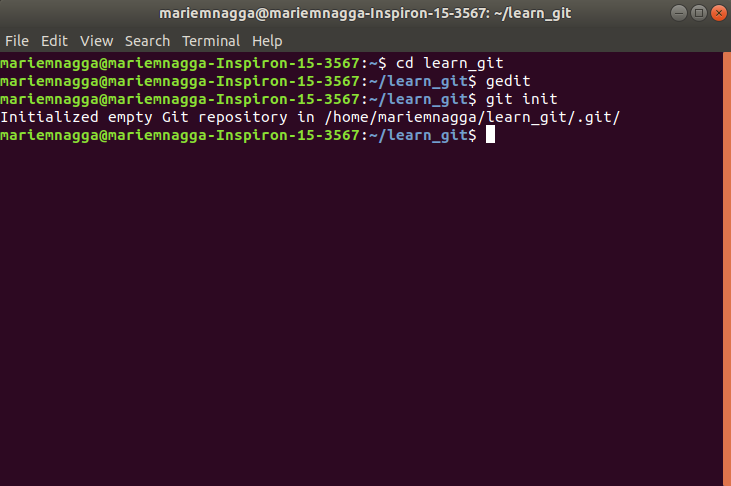 mariemnagga@mariemnagga-Inspiron-15-3567: ~/learn_git
File Edit View Search Terminal Help
mariemnagga@mariemnagga-Inspiron-15-3567:~$ cd learn_git
mariemnagga@mariemnagga-Inspiron-15-3567:~/learn_git$ gedit
mariemnagga@mariemnagga-Inspiron-15-3567:~/learn_git$ git init
Initialized empty Git repository in /home/mariemnagga/learn_git/.git/
mariemnagga@mariemnagga-Inspiron-15-3567:~/learn_git$